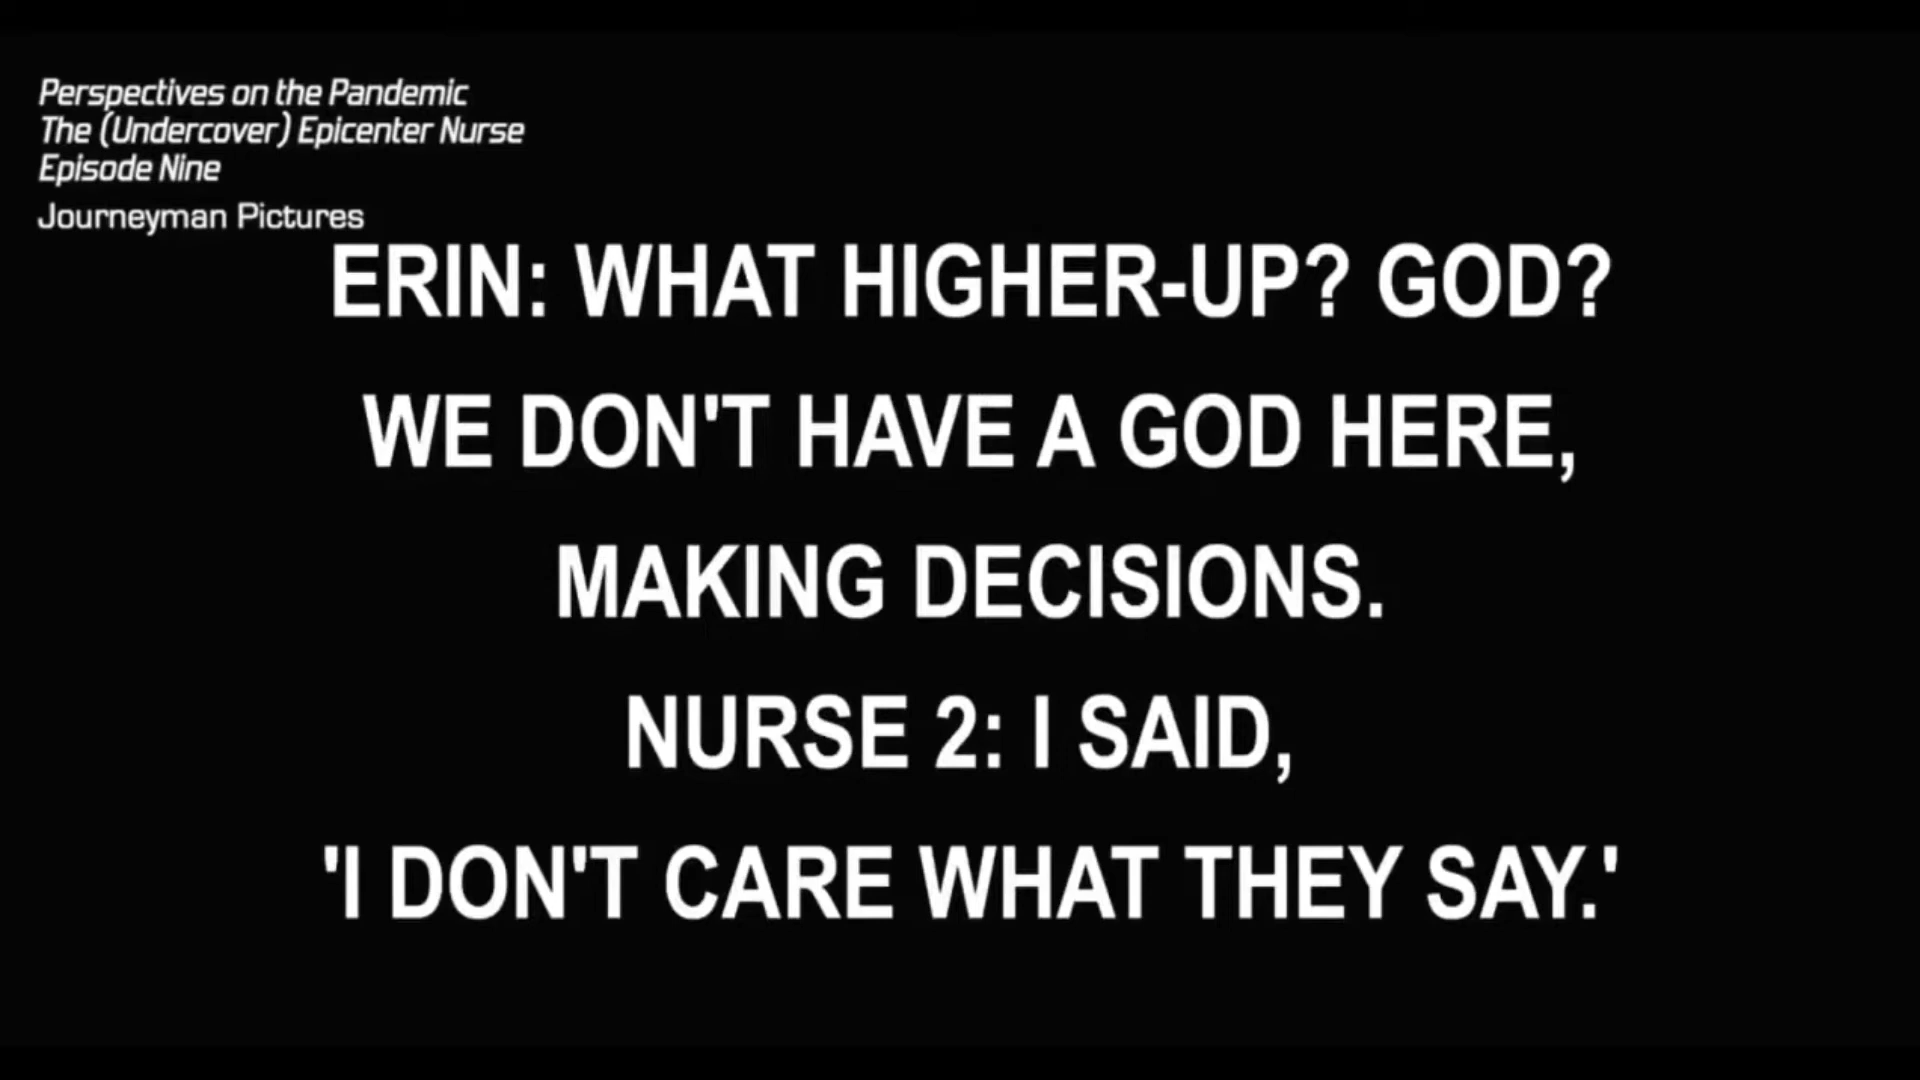 Perspectives on the Pandemic
The (Undercover) Epicenter Nurse
Episode Nine
Journeyman Pictures
ERIN: WHAT HIGHER-UP? GOD?
WE DON'T HAVE A GOD HERE,
MAKING DECISIONS.
NURSE 2: I SAID,
'I DON'T CARE WHAT THEY SAY.'